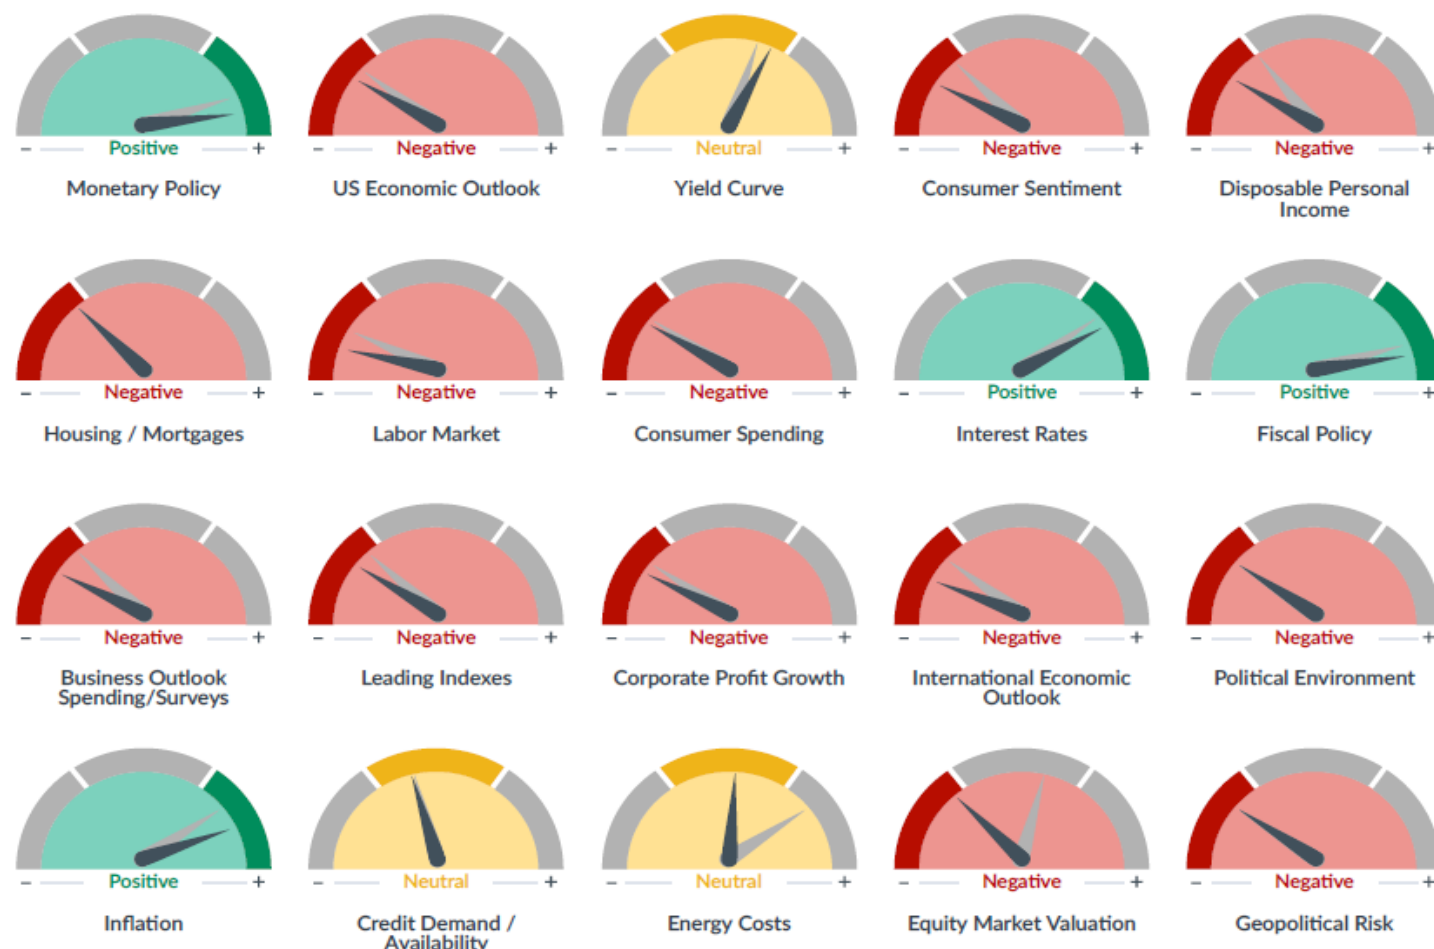 – Positive +
– Negative +
– Neutral +
– Negative +
– Negative +
Monetary Policy
US Economic Outlook
Yield Curve
Consumer Sentiment
Disposable Personal
Income
– Negative +
– Negative +
– Negative +
– Positive +
– Positive +
Housing / Mortgages
Labor Market
Consumer Spending
Interest Rates
Fiscal Policy
– Negative +
– Negative +
– Negative +
– Negative +
– Negative +
Business Outlook
Spending/Surveys
Leading Indexes
Corporate Profit Growth
International Economic
Outlook
Political Environment
– Positive +
– Neutral +
– Neutral +
– Negative +
– Negative +
Inflation
Credit Demand /
Availability
Energy Costs
Equity Market Valuation
Geopolitical Risk